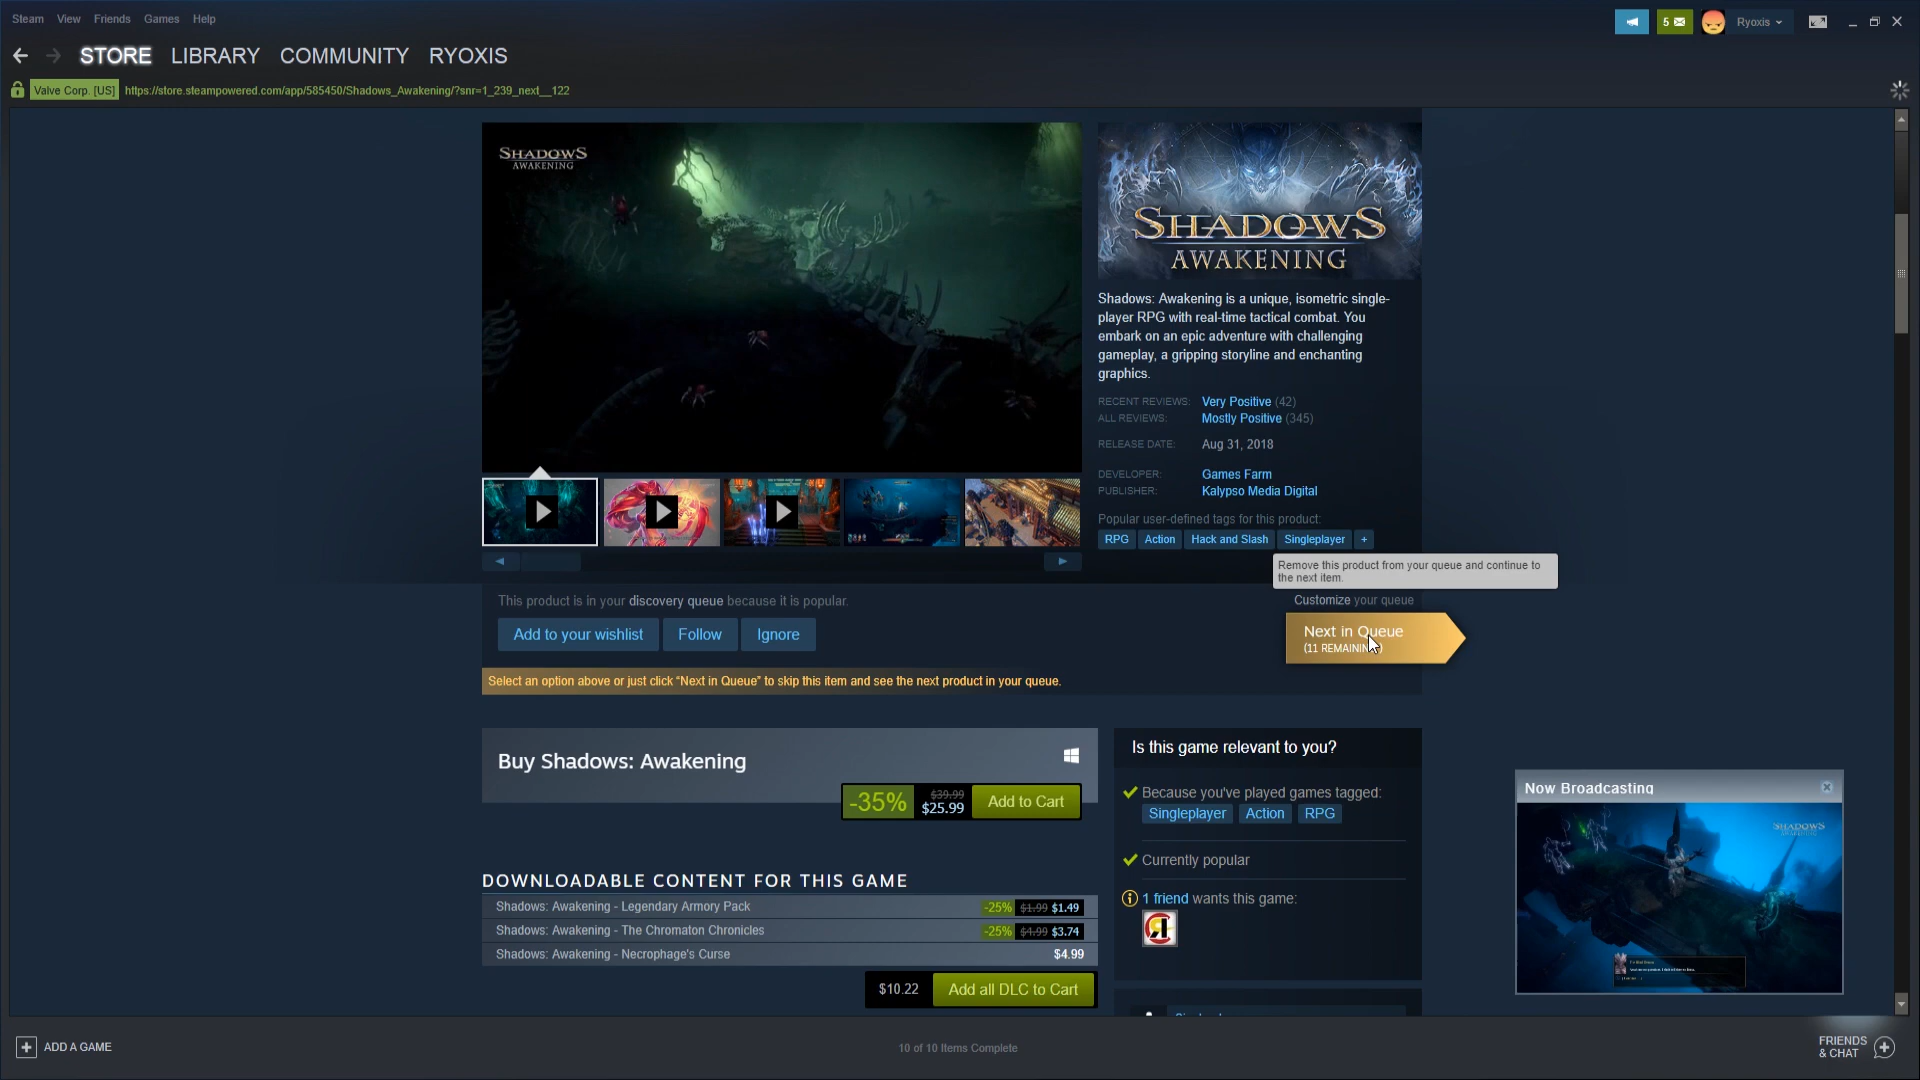 Steam View Friends Games Help
5
Ryoxis
STORE LIBRARY COMMUNITY RYOXIS
Valve Corp. [US] https://store.steampowered.com/app/585450/Shadows_Awakening/?snr=1_239_next__122
SHADOWS
AWAKENING
SHADOWS
AWAKENING
Shadows: Awakening is a unique, isometric single-
player RPG with real-time tactical combat. You
embark on an epic adventure with challenging
gameplay, a gripping storyline and enchanting
graphics.
RECENT REVIEWS: Very Positive (42)
ALL REVIEWS: Mostly Positive (345)
RELEASE DATE: Aug 31, 2018
DEVELOPER: Games Farm
PUBLISHER: Kalypso Media Digital
Popular user-defined tags for this product:
RPG Action Hack and Slash Singleplayer +
Remove this product from your queue and continue to
the next item.
This product is in your discovery queue because it is popular.
Customize your queue
Add to your wishlist Follow Ignore
Next in Queue
(11 REMAINING)
Select an option above or just click "Next in Queue" to skip this item and see the next product in your queue.
Buy Shadows: Awakening
-35% $39.99 $25.99 Add to Cart
DOWNLOADABLE CONTENT FOR THIS GAME
Shadows: Awakening - Legendary Armory Pack -25% $1.99 $1.49
Shadows: Awakening - The Chromaton Chronicles -25% $4.99 $3.74
Shadows: Awakening - Necrophage's Curse $4.99
$10.22 Add all DLC to Cart
Is this game relevant to you?
Because you've played games tagged:
Singleplayer Action RPG
Currently popular
1 friend wants this game:
Now Broadcasting
SHADOWS
AWAKENING
ADD A GAME
10 of 10 Items Complete
FRIENDS
& CHAT